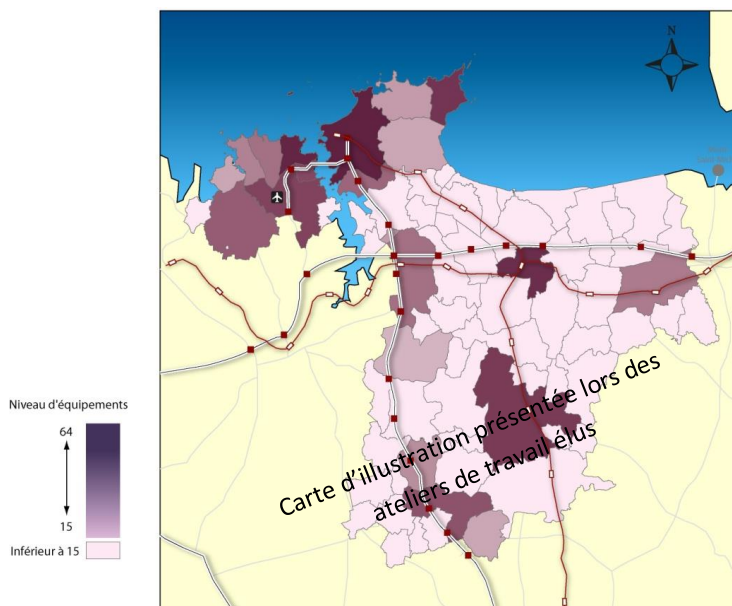 Niveau d'équipements
64
15
Inférieur à 15
Carte d'illustration présentée lors des
ateliers de travail élus
N